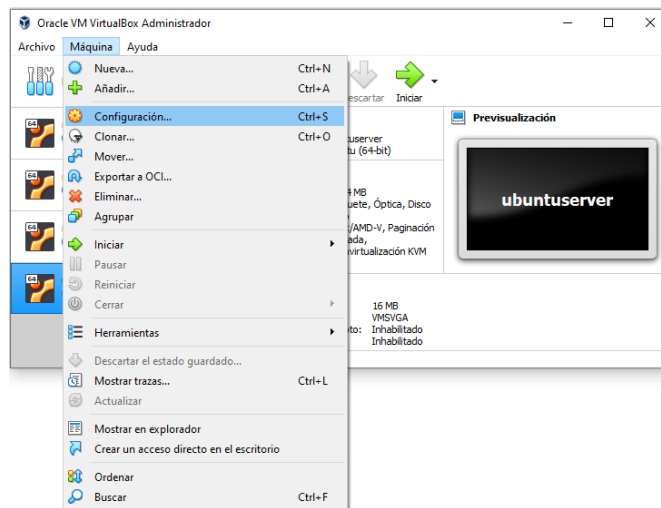 Oracle VM VirtualBox Administrador
Archivo Máquina Ayuda
Nueva... Ctrl+N
Añadir... Ctrl+A
Configuración... Ctrl+S
Clonar... Ctrl+O
Mover...
Exportar a OCI...
Eliminar...
Agrupar
Iniciar
Pausar
Reiniciar
Cerrar
Herramientas
Descartar el estado guardado...
Mostrar trazas... Ctrl+L
Actualizar
Mostrar en explorador
Crear un acceso directo en el escritorio
Ordenar
Buscar Ctrl+F
escartar Iniciar
userver
tu (64-bit)
4 MB
uete, Óptica, Disco
/AMD-V, Paginación
ada,
nvirtualización KVM
16 MB
VMSVGA
oto: Inhabilitado
Inhabilitado
Previsualización
ubuntuserver
64
64
64
64